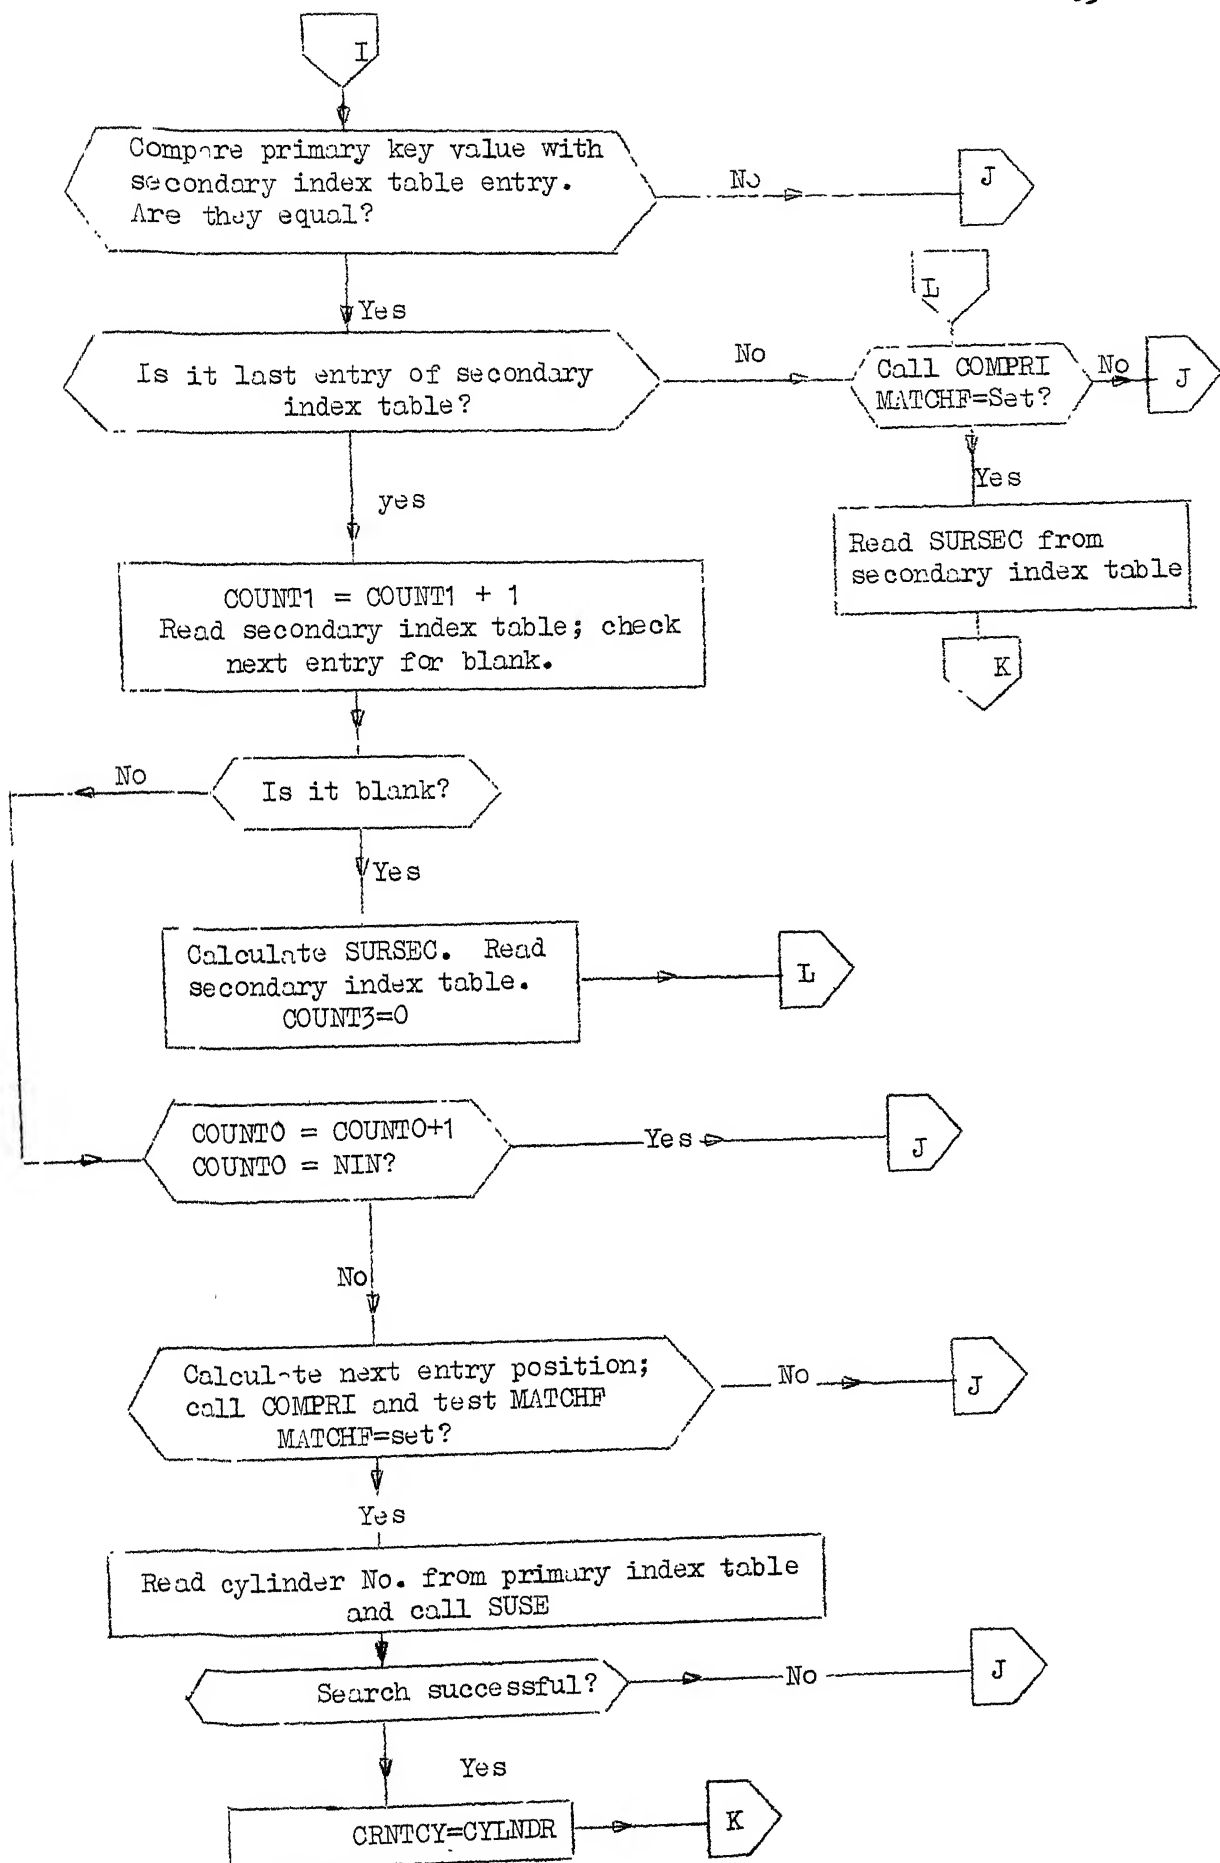 I
Compare primary key value with
secondary index table entry.
Are they equal?
No
J
Yes
L
Is it last entry of secondary
index table?
No
Call COMPRI
MATCHF=Set?
No
J
yes
Yes
Read SURSEC from
secondary index table
K
COUNT1 = COUNT1 + 1
Read secondary index table; check
next entry for blank.
Is it blank?
No
Yes
Calculate SURSEC. Read
secondary index table.
COUNT3=0
L
COUNT0 = COUNT0+1
COUNT0 = NIN?
Yes
J
No
Calculate next entry position;
call COMPRI and test MATCHF
MATCHF=set?
No
J
Yes
Read cylinder No. from primary index table
and call SUSE
Search successful?
No
J
Yes
CRNTCY=CYLNDR
K